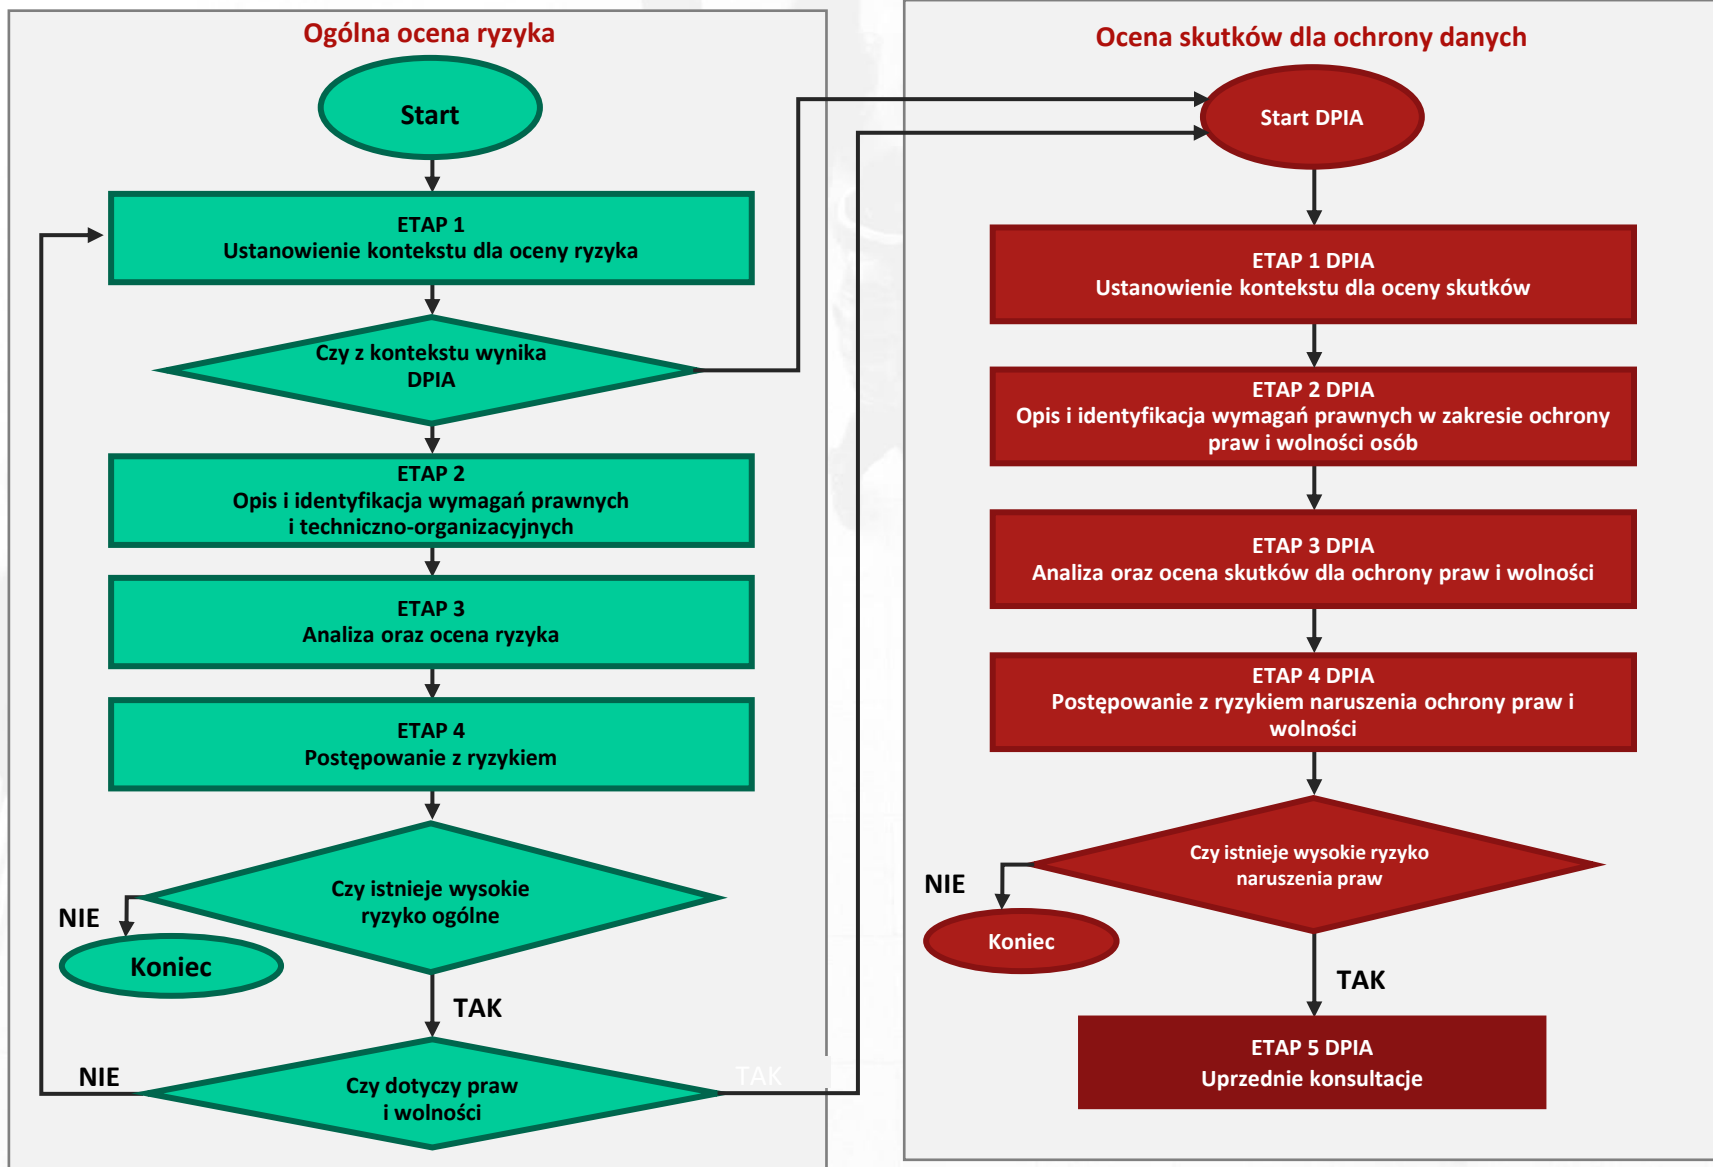 Ogólna ocena ryzyka
Start
ETAP 1
Ustanowienie kontekstu dla oceny ryzyka
Czy z kontekstu wynika
DPIA
ETAP 2
Opis i identyfikacja wymagań prawnych
i techniczno-organizacyjnych
ETAP 3
Analiza oraz ocena ryzyka
ETAP 4
Postępowanie z ryzykiem
Czy istnieje wysokie
ryzyko ogólne
NIE
Koniec
TAK
Czy dotyczy praw
i wolności
NIE
TAK
Ocena skutków dla ochrony danych
Start DPIA
ETAP 1 DPIA
Ustanowienie kontekstu dla oceny skutków
ETAP 2 DPIA
Opis i identyfikacja wymagań prawnych w zakresie ochrony
praw i wolności osób
ETAP 3 DPIA
Analiza oraz ocena skutków dla ochrony praw i wolności
ETAP 4 DPIA
Postępowanie z ryzykiem naruszenia ochrony praw i
wolności
Czy istnieje wysokie ryzyko
naruszenia praw
NIE
Koniec
TAK
ETAP 5 DPIA
Uprzednie konsultacje